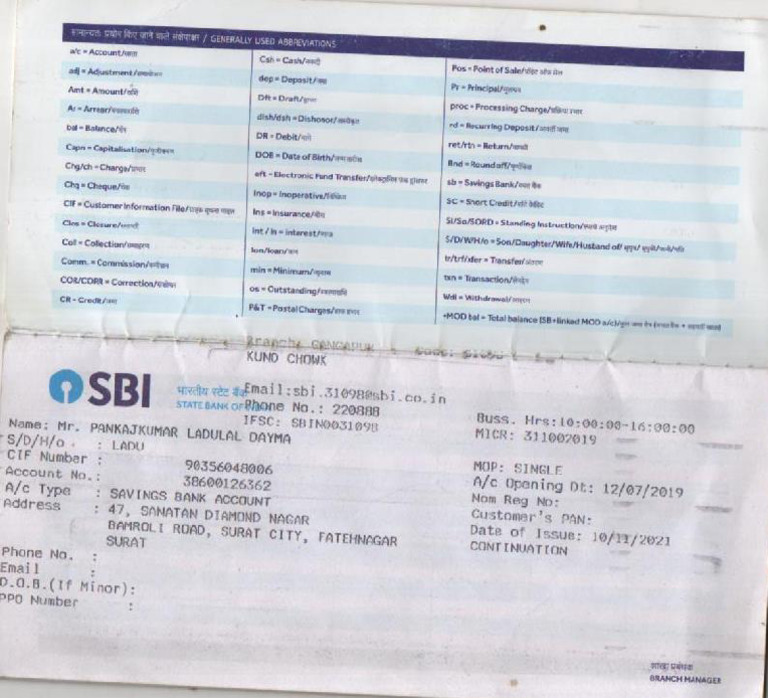 सामान्यतः प्रयोग किए जाने वाले संक्षेपाक्षर / GENERALLY USED ABBREVIATIONS
a/c = Account/खाता
adj = Adjustment/समायोजन
Amt = Amount/राशि
Ar = Arrear/
bal = Balance/शेष
Capn = Capitalisation/पूंजीकरण
Chg/ch = Charge/प्रभार
Chq = Cheque/चेक
CIF = Customer Information File/ग्राहक सूचना फाइल
Clos = Closure/
Coll = Collection/
Comm. = Commission/कमीशन
COR/CORR = Correction/
CR = Credit/जमा
Csh = Cash/नकदी
dep = Deposit/जमा
Dft = Draft/ड्राफ्ट
dish/dsh = Dishonor/
DR = Debit/नामे
DOB = Date of Birth/जन्म तारीख
eft = Electronic Fund Transfer/इलेक्ट्रॉनिक फंड ट्रांसफर
Inop = Inoperative/निष्क्रिय
Ins = Insurance/बीमा
int / in = interest/ब्याज
lon/loan/ऋण
min = Minimum/न्यूनतम
os = Outstanding/
P&T = Postal Charges/डाक प्रभार
Pos = Point of Sale/पॉइंट ऑफ सेल
Pr = Principal/मूलधन
proc = Processing Charge/प्रक्रिया प्रभार
rd = Recurring Deposit/आवर्ती जमा
ret/rtn = Return/वापसी
Rnd = Roundoff/पूर्णांकित
sb = Savings Bank/बचत बैंक
SC = Short Credit/
SI/So/SORD = Standing Instruction/स्थायी अनुदेश
S/D/W/H/o = Son/Daughter/Wife/Husband of/ सुपुत्र/ सुपुत्री/पत्नी/पति
tr/trf/xfer = Transfer/अंतरण
txn = Transaction/लेनदेन
Wdl = Withdrawal/आहरण
+MOD bal = Total balance (SB+linked MOD a/c)/
Branch: GANGAPUR
KUND CHOWK
SBI
भारतीय स्टेट बैंक
STATE BANK OF
Email:sbi.31098@sbi.co.in
Phone No.: 220888
IFSC: SBIN0031098
Buss. Hrs:10:00:00-16:00:00
MICR: 311002019
Name: Mr. PANKAJKUMAR LADULAL DAYMA
S/D/H/o : LADU
CIF Number : 90356048006
Account No.: 38600126362
A/c Type : SAVINGS BANK ACCOUNT
Address : 47, SANATAN DIAMOND NAGAR
BAMROLI ROAD, SURAT CITY, FATEHNAGAR
SURAT
Phone No. :
Email :
D.O.B.(If Minor):
PPO Number :
MOP: SINGLE
A/c Opening Dt: 12/07/2019
Nom Reg No:
Customer's PAN:
Date of Issue: 10/11/2021
CONTINUATION
शाखा प्रबंधक
BRANCH MANAGER